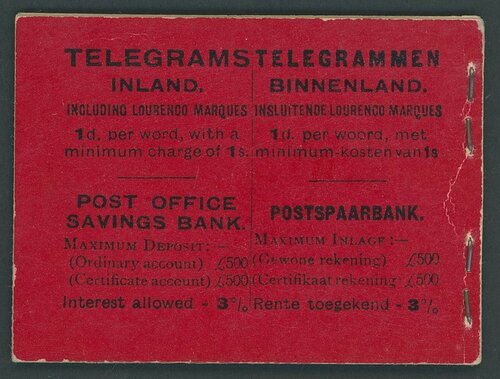 TELEGRAMS
INLAND.
INCLUDING LOURENCO MARQUES
1d. per word, with a
minimum charge of 1s.
POST OFFICE
SAVINGS BANK.
MAXIMUM DEPOSIT:—
(Ordinary account) £500
(Certificate account) £500
Interest allowed - 3%
TELEGRAMMEN
BINNENLAND.
INSLUITENDE LOURENCO MARQUES
1d. per woord, met
minimum-kosten van 1s
POSTSPAARBANK.
MAXIMUM INLAGE:—
(Gewone rekening) £500
(Certifikaat rekening) £500
Rente toegekend - 3%